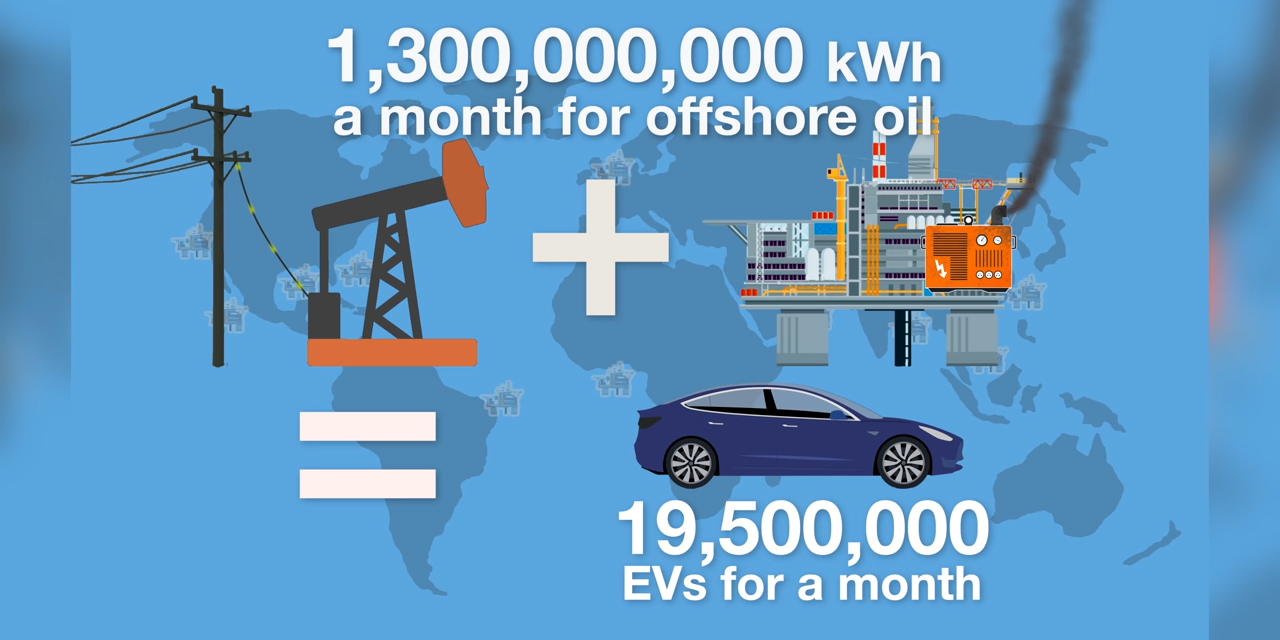 1,300,000,000 kWh
a month for offshore oil
19,500,000
EVs for a month